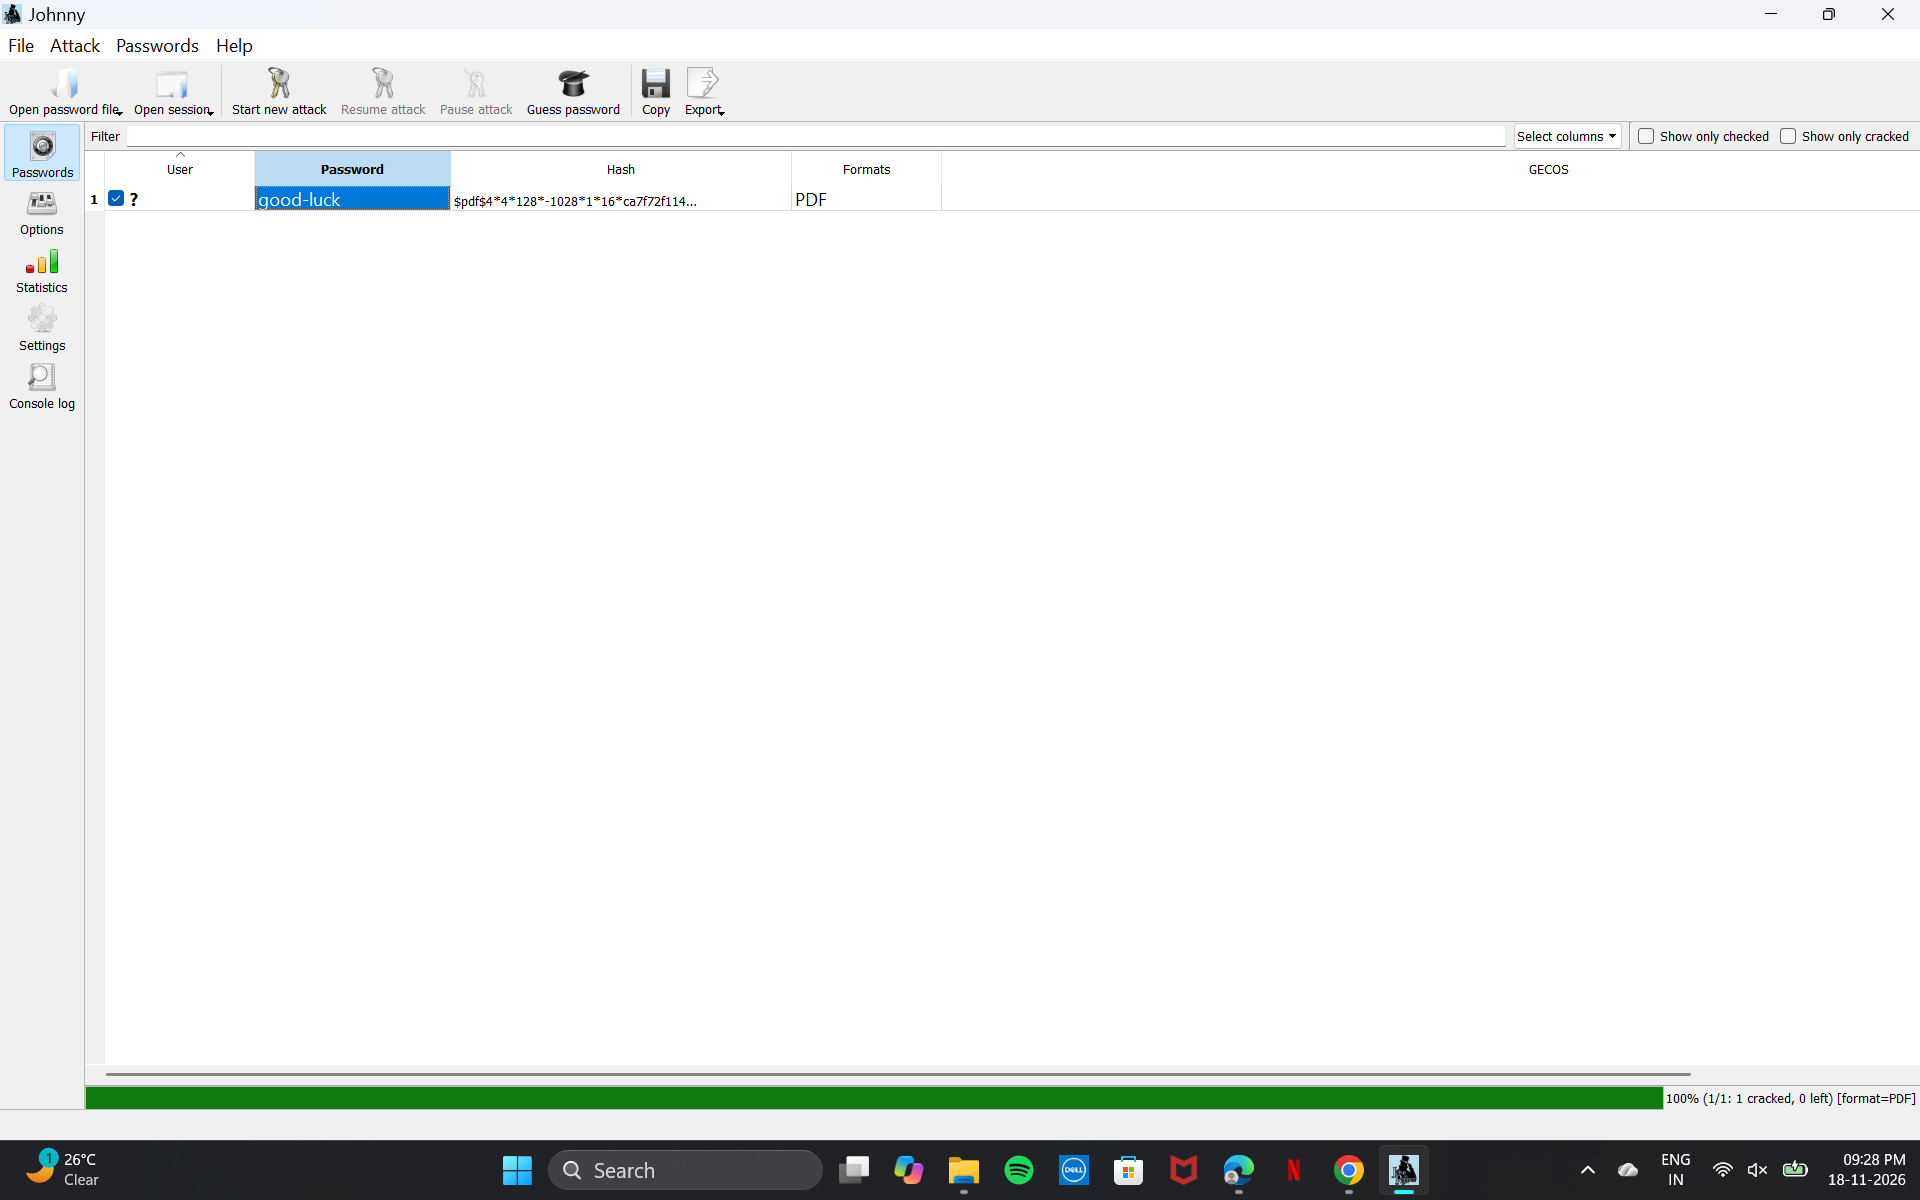 Johnny
File Attack Passwords Help
Open password file Open session Start new attack Resume attack Pause attack Guess password Copy Export
Passwords
Options
Statistics
Settings
Console log
Filter Select columns Show only checked Show only cracked
User Password Hash Formats GECOS
1 ? good-luck $pdf$4*4*128*-1028*1*16*ca7f72f114... PDF
100% (1/1: 1 cracked, 0 left) [format=PDF]
1 26°C
Clear
Search
DELL
N
ENG
IN
09:28 PM
18-11-2026